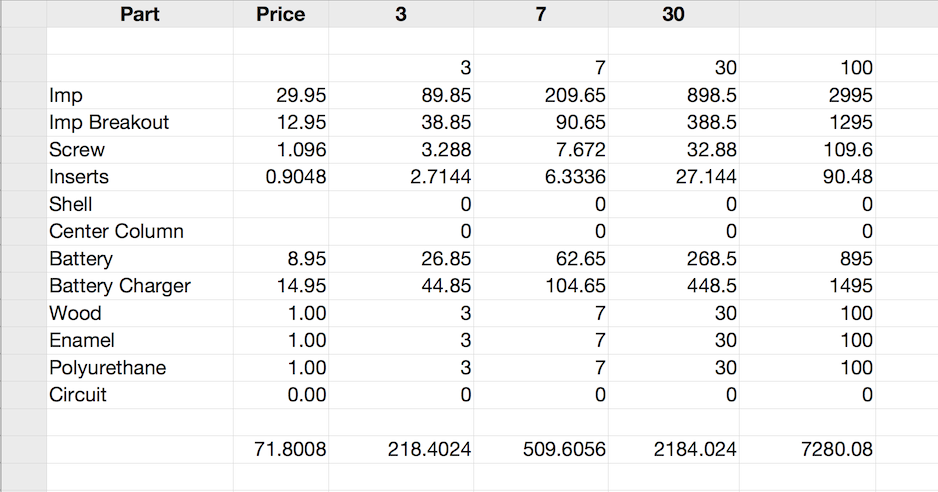 Part Price 3 7 30
3 7 30 100
Imp 29.95 89.85 209.65 898.5 2995
Imp Breakout 12.95 38.85 90.65 388.5 1295
Screw 1.096 3.288 7.672 32.88 109.6
Inserts 0.9048 2.7144 6.3336 27.144 90.48
Shell 0 0 0 0
Center Column 0 0 0 0
Battery 8.95 26.85 62.65 268.5 895
Battery Charger 14.95 44.85 104.65 448.5 1495
Wood 1.00 3 7 30 100
Enamel 1.00 3 7 30 100
Polyurethane 1.00 3 7 30 100
Circuit 0.00 0 0 0 0
71.8008 218.4024 509.6056 2184.024 7280.08